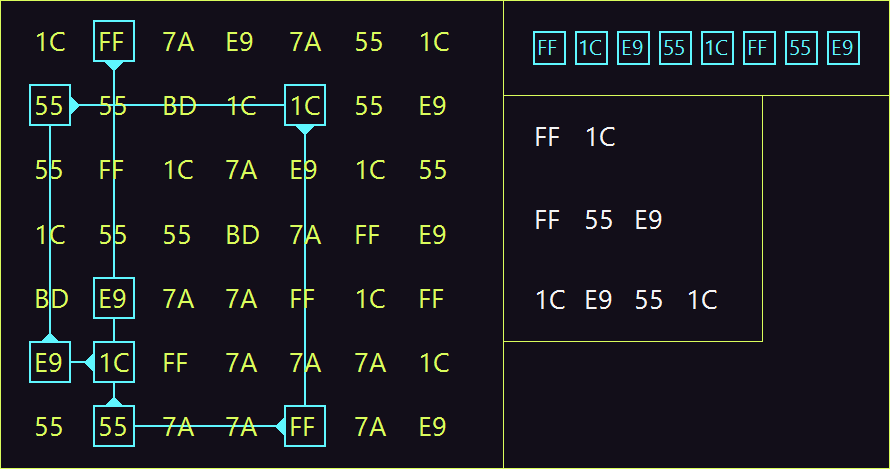 1C FF 7A E9 7A 55 1C
55 55 BD 1C 1C 55 E9
55 FF 1C 7A E9 1C 55
1C 55 55 BD 7A FF E9
BD E9 7A 7A FF 1C FF
E9 1C FF 7A 7A 7A 1C
55 55 7A 7A FF 7A E9
FF 1C E9 55 1C FF 55 E9
FF 1C
FF 55 E9
1C E9 55 1C